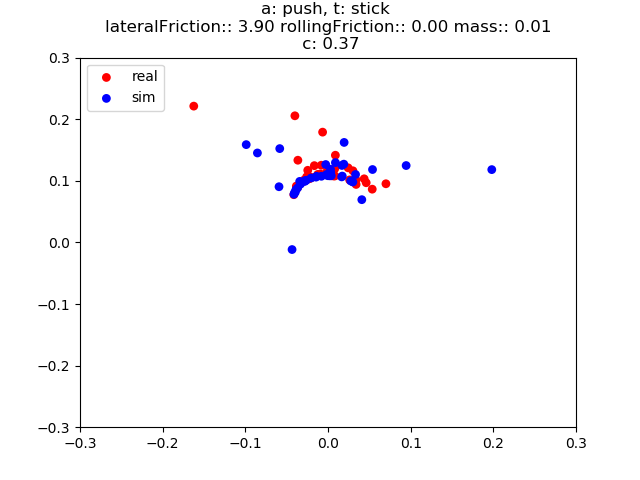 a: push, t: stick
lateralFriction:: 3.90 rollingFriction:: 0.00 mass:: 0.01
c: 0.37
real
sim
0.3
0.2
0.1
0.0
−0.1
−0.2
−0.3
−0.3 −0.2 −0.1 0.0 0.1 0.2 0.3